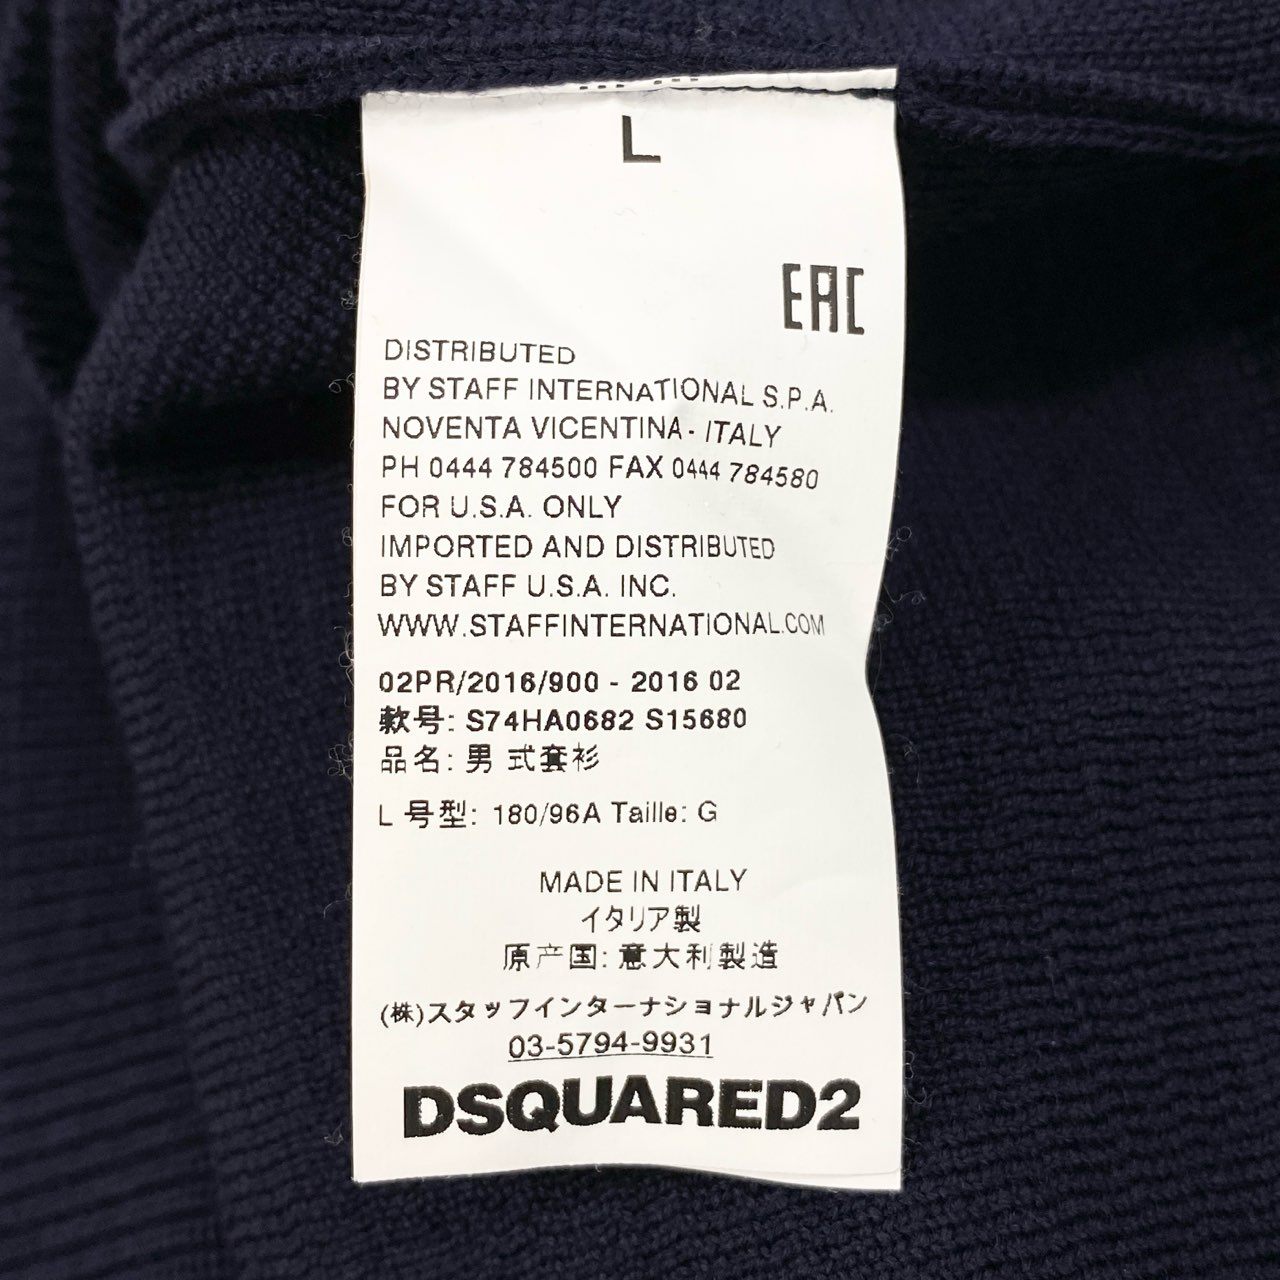 L
EAC
DISTRIBUTED
BY STAFF INTERNATIONAL S.P.A.
NOVENTA VICENTINA - ITALY
PH 0444 784500 FAX 0444 784580
FOR U.S.A. ONLY
IMPORTED AND DISTRIBUTED
BY STAFF U.S.A. INC.
WWW.STAFFINTERNATIONAL.COM
02PR/2016/900 - 2016 02
款号: S74HA0682 S15680
品名: 男式套衫
L 号型: 180/96A Taille: G
MADE IN ITALY
イタリア製
原产国: 意大利製造
(株)スタッフインターナショナルジャパン
03-5794-9931
DSQUARED2